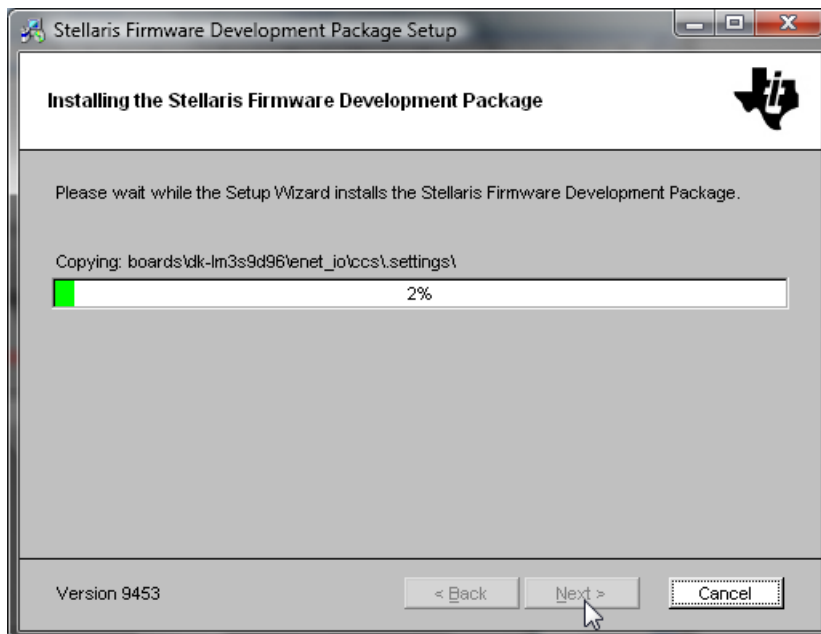 Stellaris Firmware Development Package Setup
Installing the Stellaris Firmware Development Package
Please wait while the Setup Wizard installs the Stellaris Firmware Development Package.
Copying: boards\dk-lm3s9d96\enet_io\ccs\.settings\
2%
Version 9453
< Back
Next >
Cancel